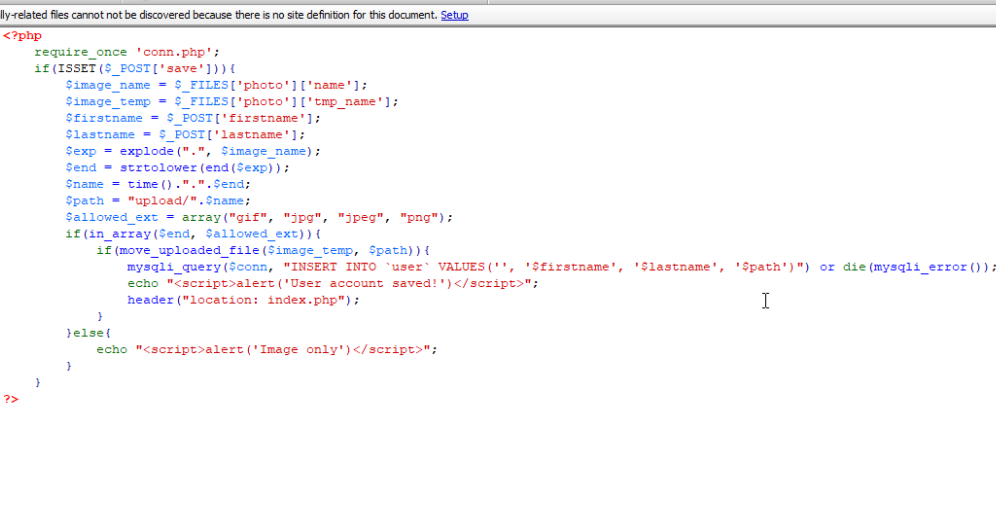 lly-related files cannot not be discovered because there is no site definition for this document. Setup
<?php
require_once 'conn.php';
if(ISSET($_POST['save'])){
$image_name = $_FILES['photo']['name'];
$image_temp = $_FILES['photo']['tmp_name'];
$firstname = $_POST['firstname'];
$lastname = $_POST['lastname'];
$exp = explode(".", $image_name);
$end = strtolower(end($exp));
$name = time().".".$end;
$path = "upload/".$name;
$allowed_ext = array("gif", "jpg", "jpeg", "png");
if(in_array($end, $allowed_ext)){
if(move_uploaded_file($image_temp, $path)){
mysqli_query($conn, "INSERT INTO `user` VALUES('', '$firstname', '$lastname', '$path')") or die(mysqli_error());
echo "<script>alert('User account saved!')</script>";
header("location: index.php");
}
}else{
echo "<script>alert('Image only')</script>";
}
}
?>